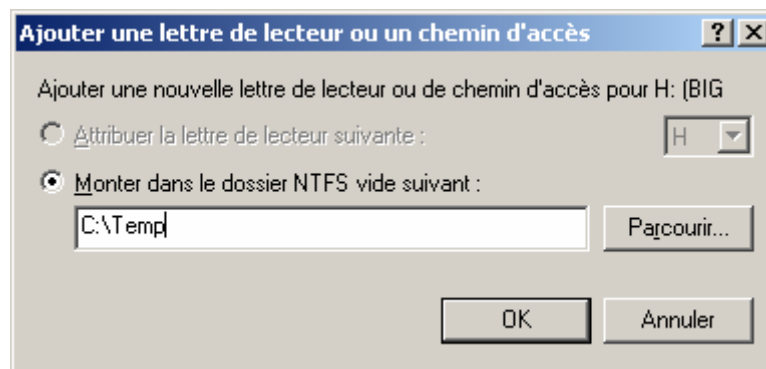 Ajouter une lettre de lecteur ou un chemin d'accès
Ajouter une nouvelle lettre de lecteur ou de chemin d'accès pour H: (BIG
Attribuer la lettre de lecteur suivante :
H
Monter dans le dossier NTFS vide suivant :
C:\Temp
Parcourir...
OK
Annuler